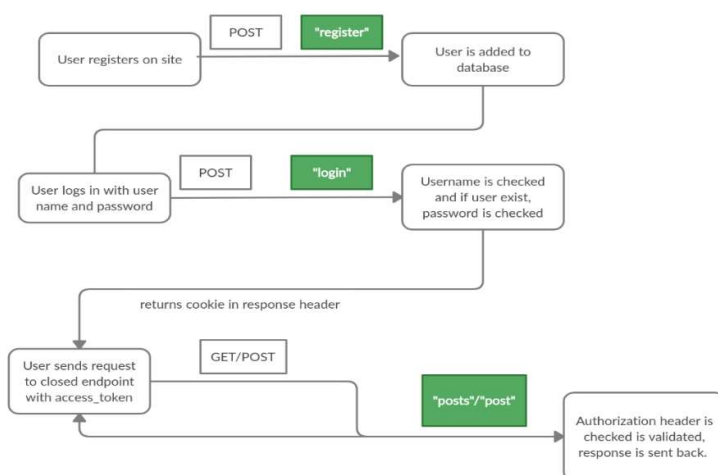 POST
"register"
User registers on site
User is added to
database
POST
"login"
User logs in with user
name and password
Username is checked
and if user exist,
password is checked
returns cookie in response header
User sends request
to closed endpoint
with access_token
GET/POST
"posts"/"post"
Authorization header is
checked is validated,
response is sent back.